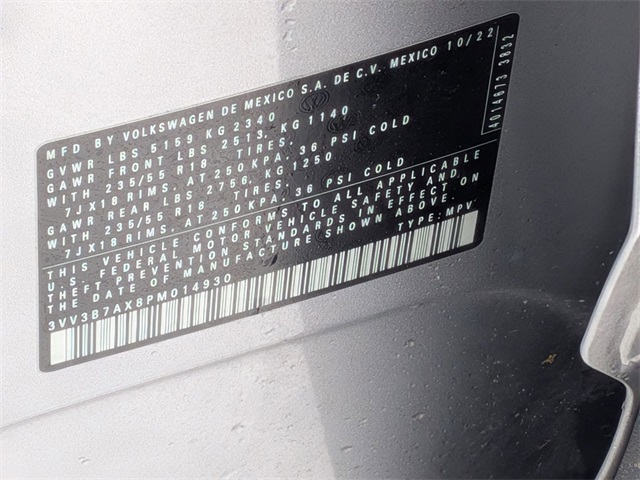 MFD BY VOLKSWAGEN DE MEXICO S.A. DE C.V. MEXICO 10/22
GVWR LBS 5159 KG 2340
GAWR FRONT LBS 2513, KG 1140
WITH 235/55 R18 TIRES,
7JX18 RIMS, AT 250 KPA, 36 PSI COLD
GAWR REAR LBS 2756, KG 1250
WITH 235/55 R18 TIRES,
7JX18 RIMS, AT 250 KPA, 36 PSI COLD
THIS VEHICLE CONFORMS TO ALL APPLICABLE
U.S. FEDERAL MOTOR VEHICLE SAFETY AND
THEFT PREVENTION STANDARDS IN EFFECT ON
THE DATE OF MANUFACTURE SHOWN ABOVE.
TYPE: MPV
3VV3B7AX8PM014930
4014673 3632